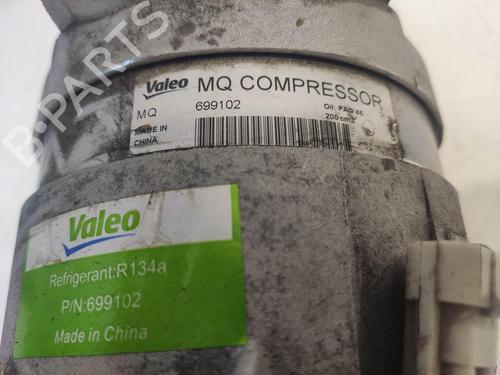 B-PARTS
Valeo MQ COMPRESSOR
MQ 699102 Oil: PAG 46
200 cm3
MADE IN
CHINA
Valeo
Refrigerant:R134a
P/N:699102
Made in China